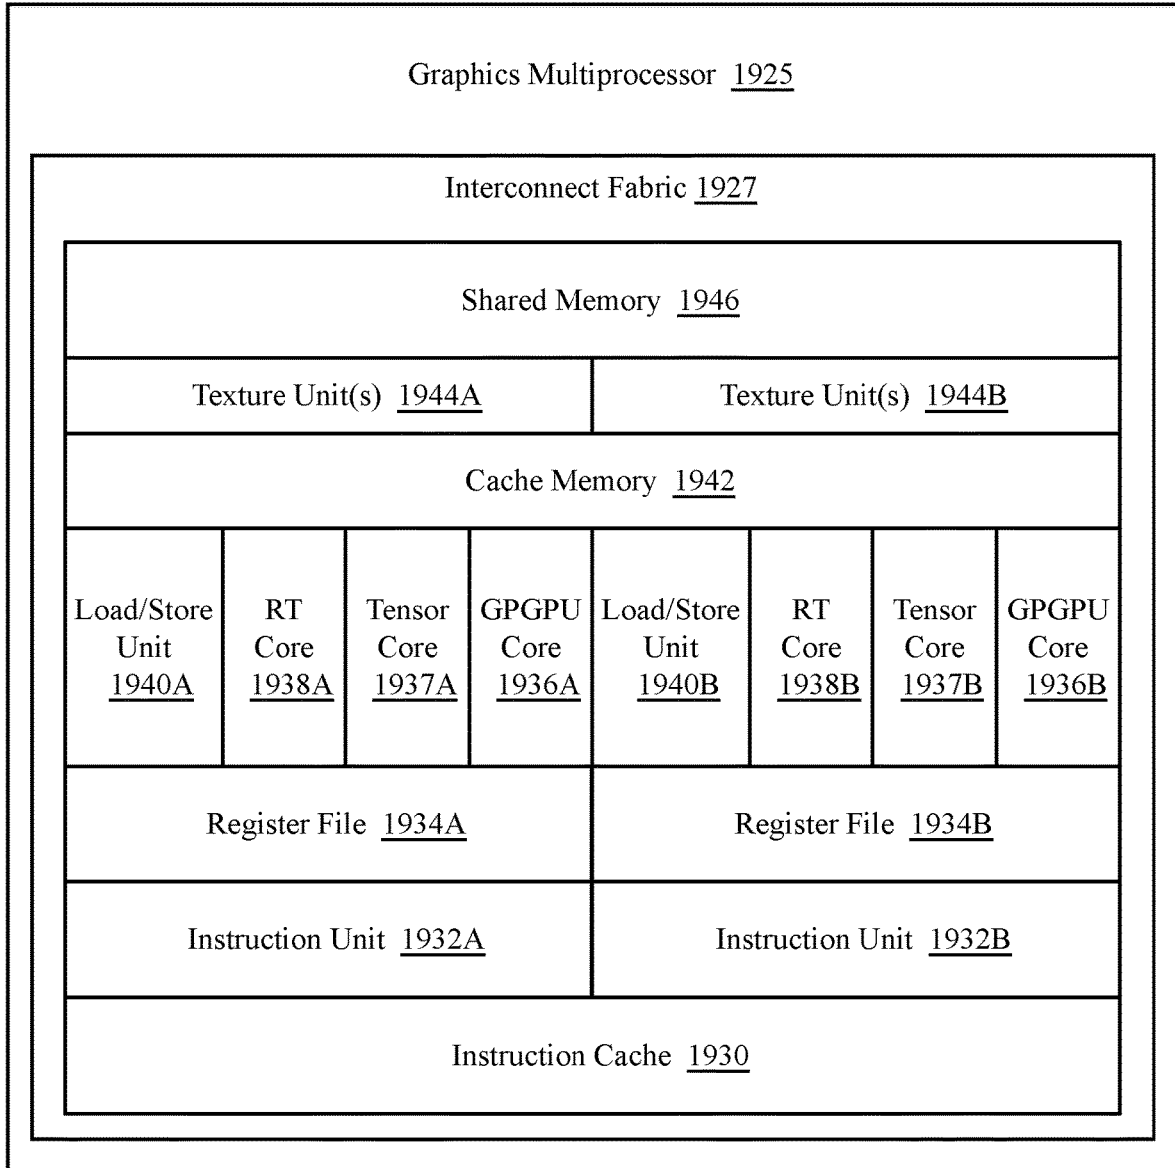 Graphics Multiprocessor 1925
Interconnect Fabric 1927
Shared Memory 1946
Texture Unit(s) 1944A
Texture Unit(s) 1944B
Cache Memory 1942
Load/Store
Unit
1940A
RT
Core
1938A
Tensor
Core
1937A
GPGPU
Core
1936A
Load/Store
Unit
1940B
RT
Core
1938B
Tensor
Core
1937B
GPGPU
Core
1936B
Register File 1934A
Register File 1934B
Instruction Unit 1932A
Instruction Unit 1932B
Instruction Cache 1930